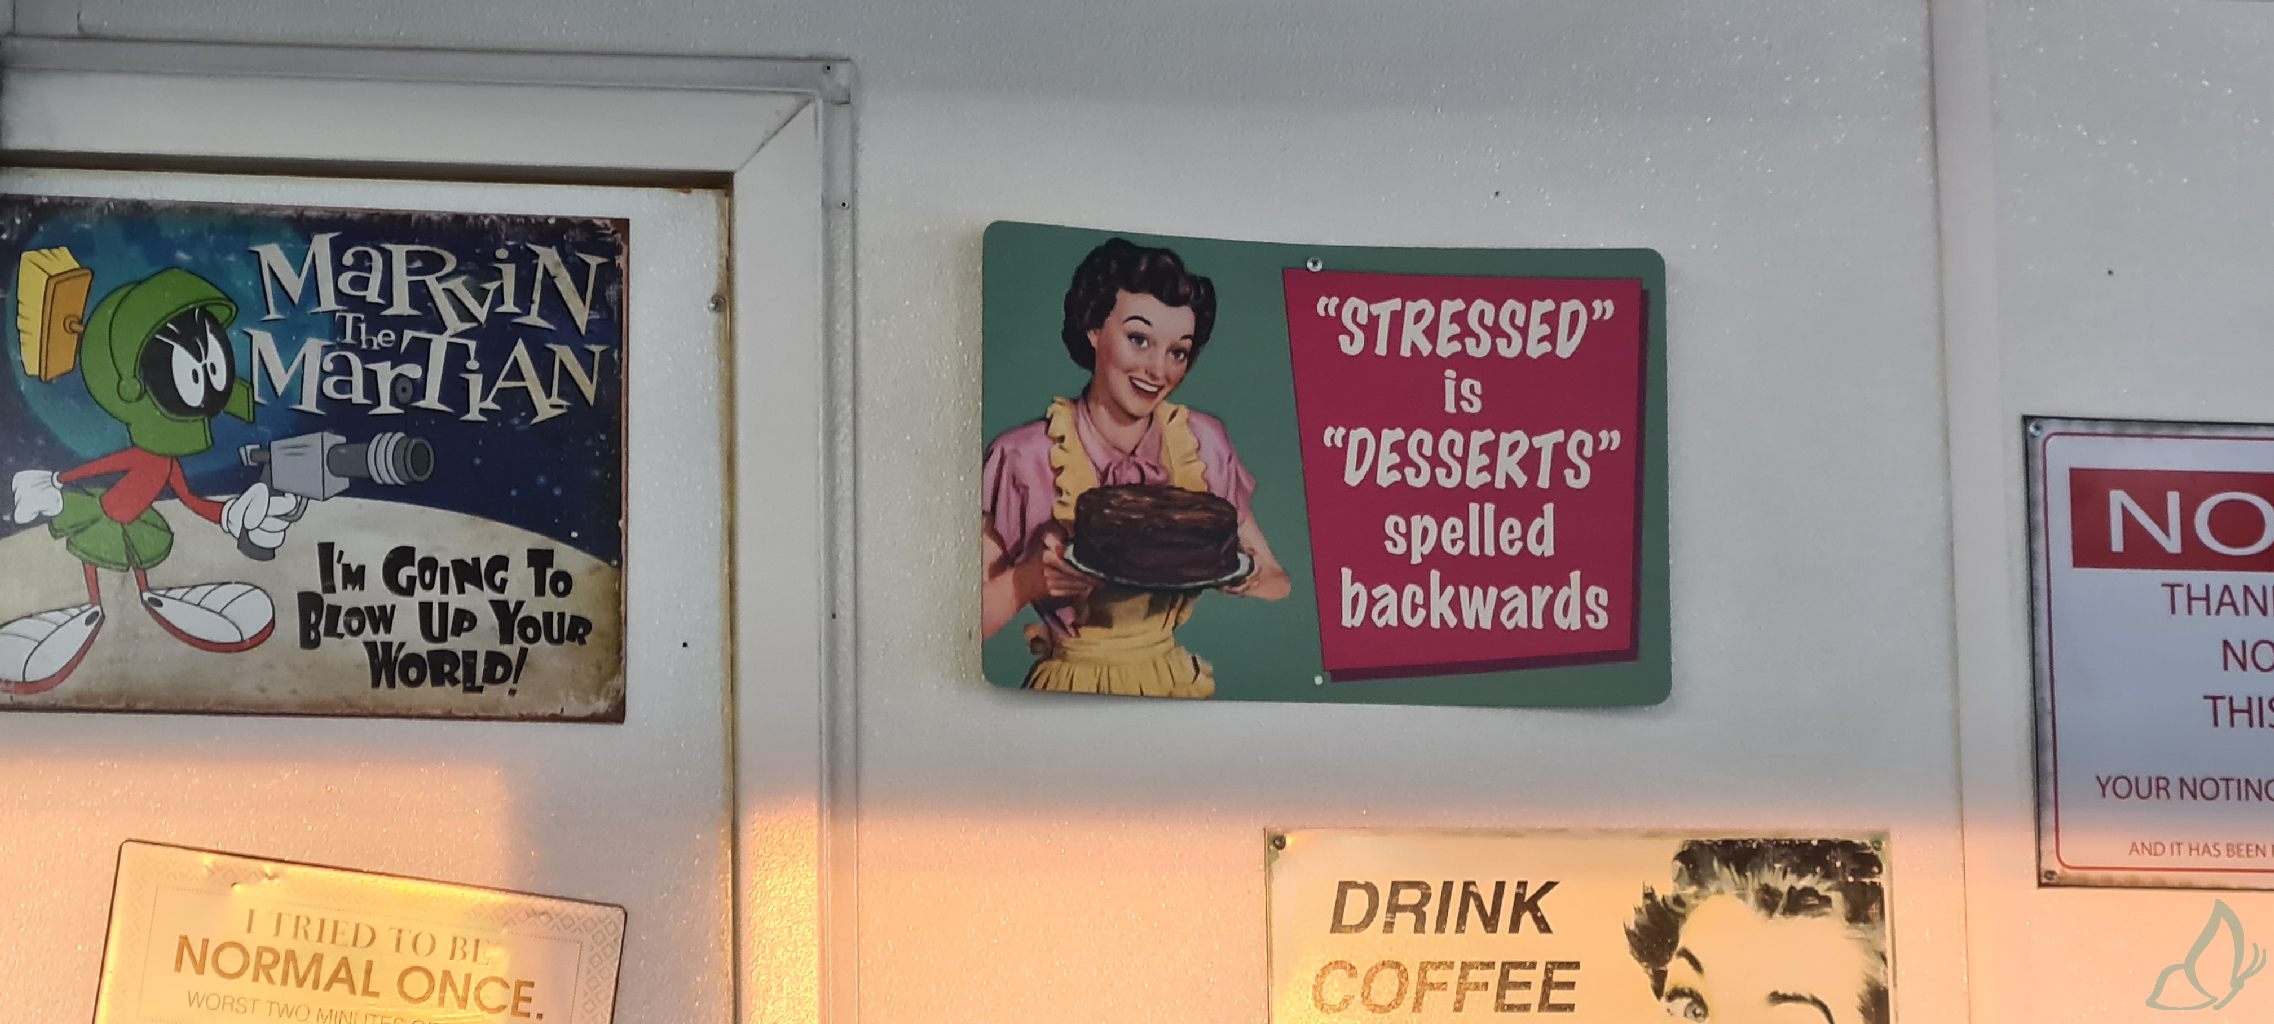 MARVIN
THE
MARTIAN
I'M GOING TO
BLOW UP YOUR
WORLD!
"STRESSED"
is
"DESSERTS"
spelled
backwards
NO
THAN
NO
THIS
YOUR NOTING
AND IT HAS BEEN
I TRIED TO BE
NORMAL ONCE.
WORST TWO MINUTES
DRINK
COFFEE